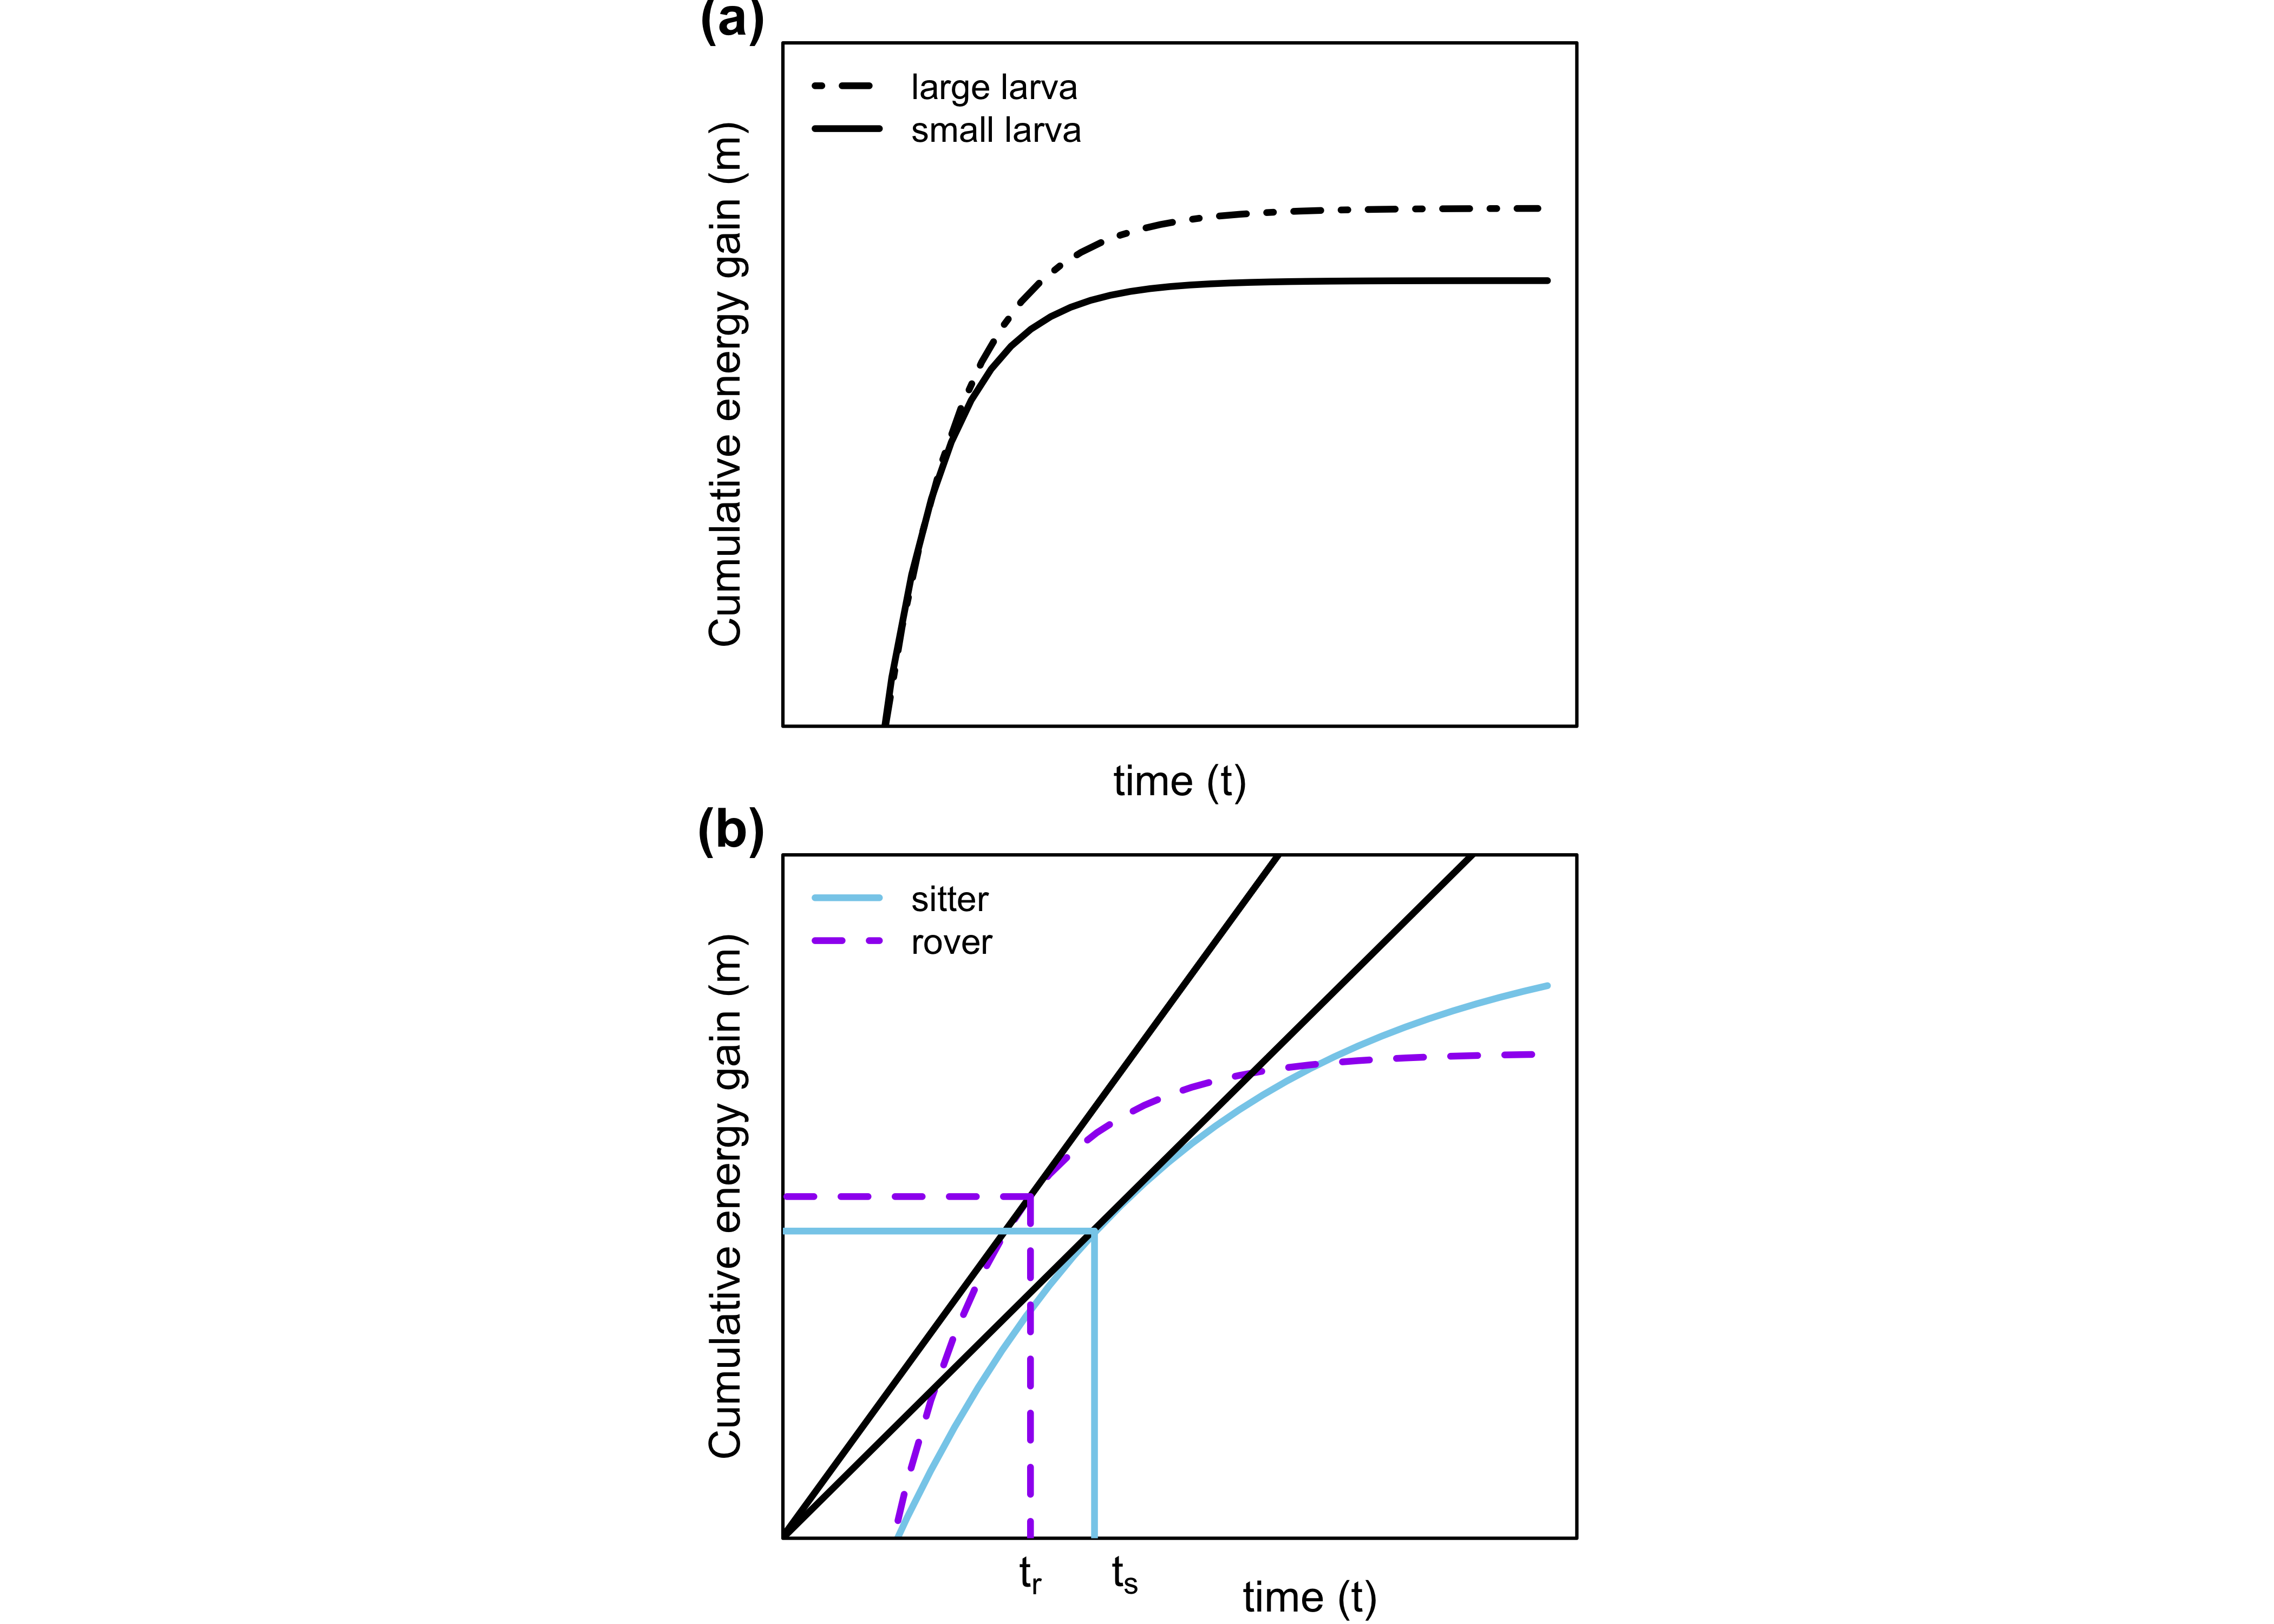 (a)
large larva
small larva
Cumulative energy gain (m)
time (t)
(b)
sitter
rover
Cumulative energy gain (m)
tr
ts
time (t)